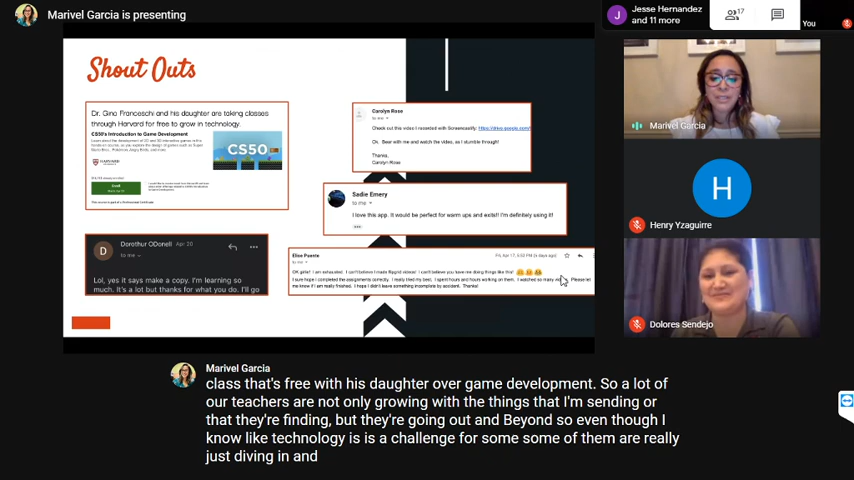 Marivel Garcia is presenting
Jesse Hernandez
and 11 more
17
You
Shout Outs
Dr. Gino Franceschi and his daughter are taking classes
through Harvard for free to grow in technology.
CS50's Introduction to Game Development
CS50
Carolyn Rose
to me
Check out this video I recorded with Screencastify: https://drive.google.com/
Ok. Bear with me and watch the video, as I stumble through!
Thanks,
Carolyn Rose
Sadie Emery
to me
I love this app. It would be perfect for warm ups and exits!! I'm definitely using it!
D
Dorothur ODonell Apr 20
to me
Lol, yes it says make a copy. I'm learning so
much. It's a lot but thanks for what you do. I'll go
Elisa Puente
to me
Marivel Garcia
H
Henry Yzaguirre
Dolores Sendejo
Marivel Garcia
class that's free with his daughter over game development. So a lot of
our teachers are not only growing with the things that I'm sending or
that they're finding, but they're going out and Beyond so even though I
know like technology is is a challenge for some some of them are really
just diving in and